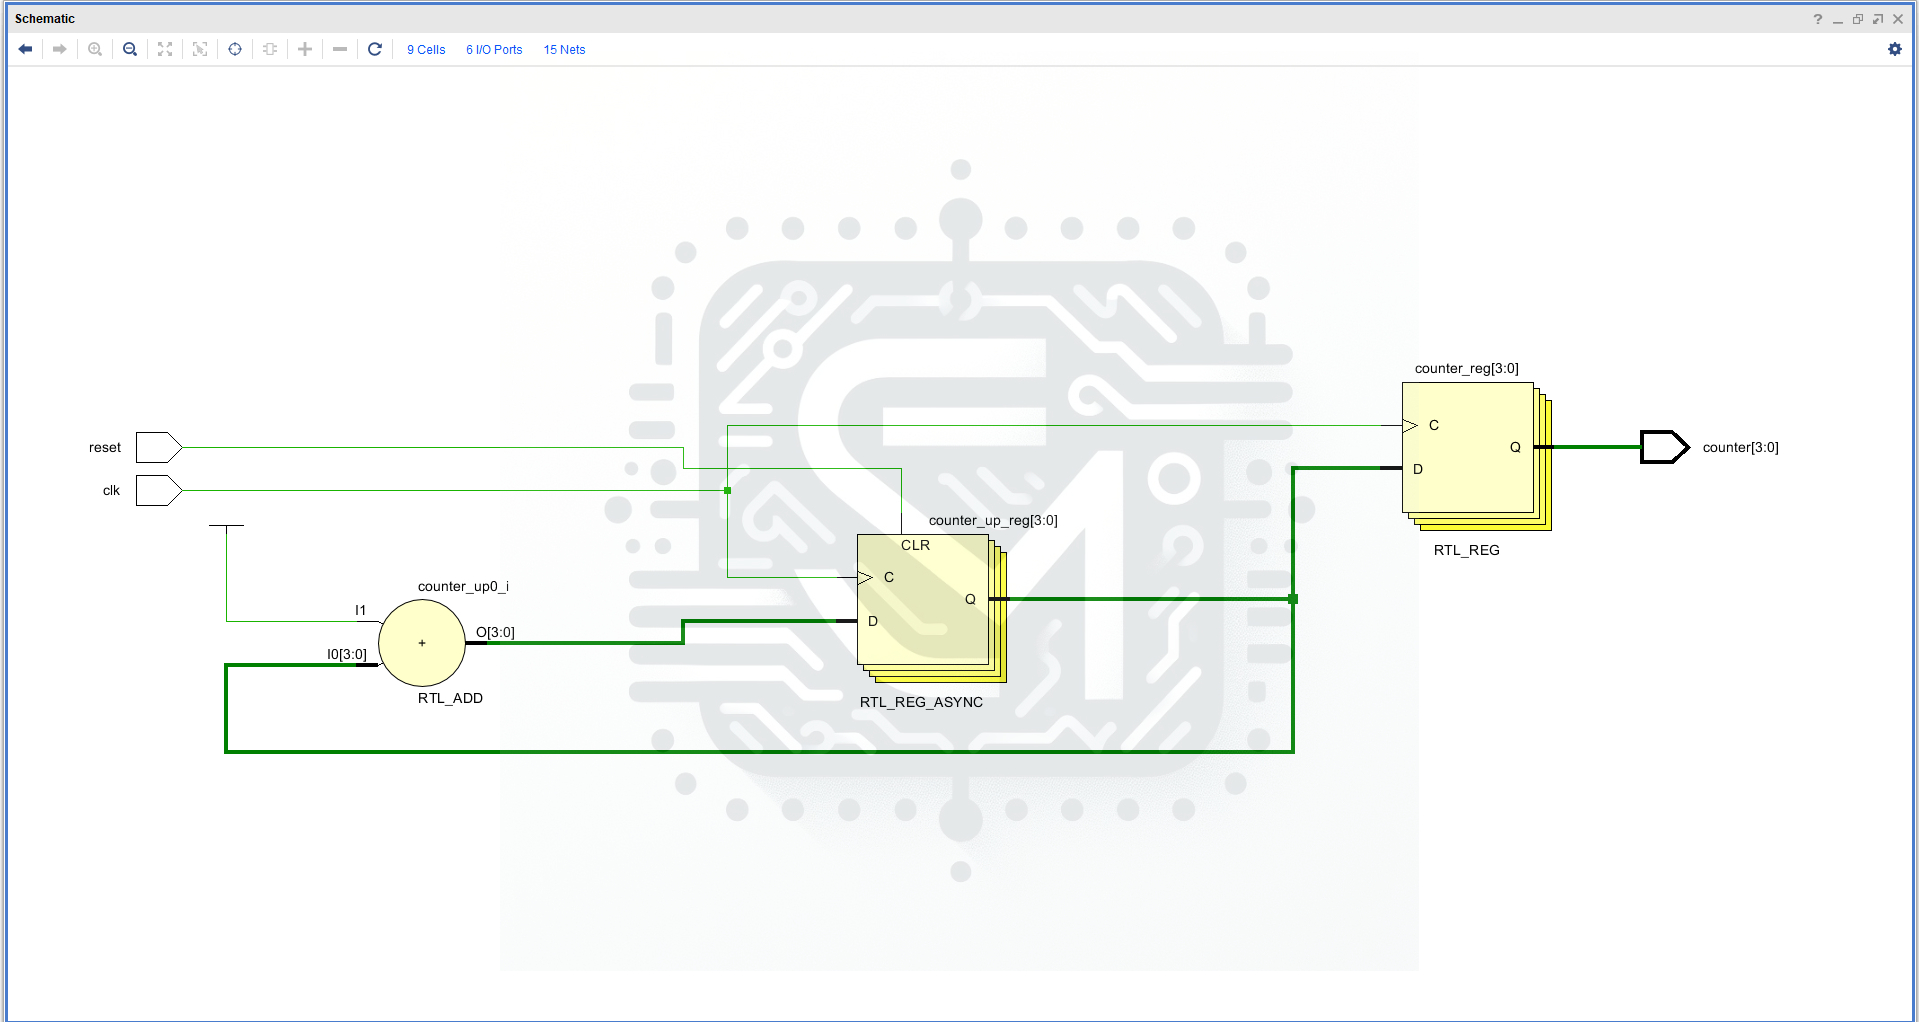 Schematic
9 Cells 6 I/O Ports 15 Nets
counter_reg[3:0]
C
Q
D
RTL_REG
counter[3:0]
reset
clk
counter_up_reg[3:0]
CLR
C
Q
D
RTL_REG_ASYNC
counter_up0_i
I1
I0[3:0]
+
O[3:0]
RTL_ADD